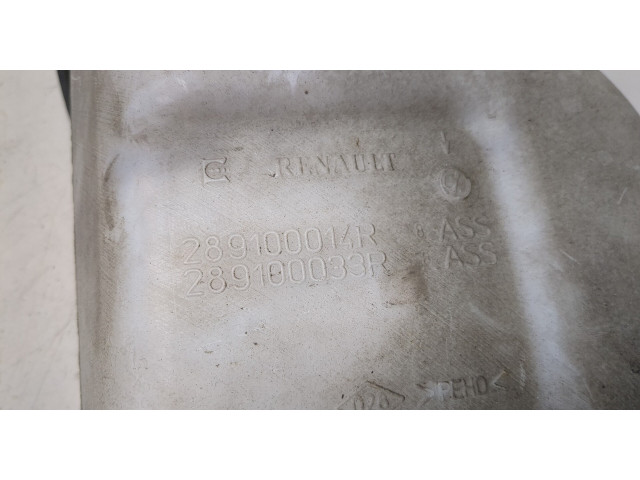 RENAULT
289100014R ASS
289100033R ASS
>PEHD<